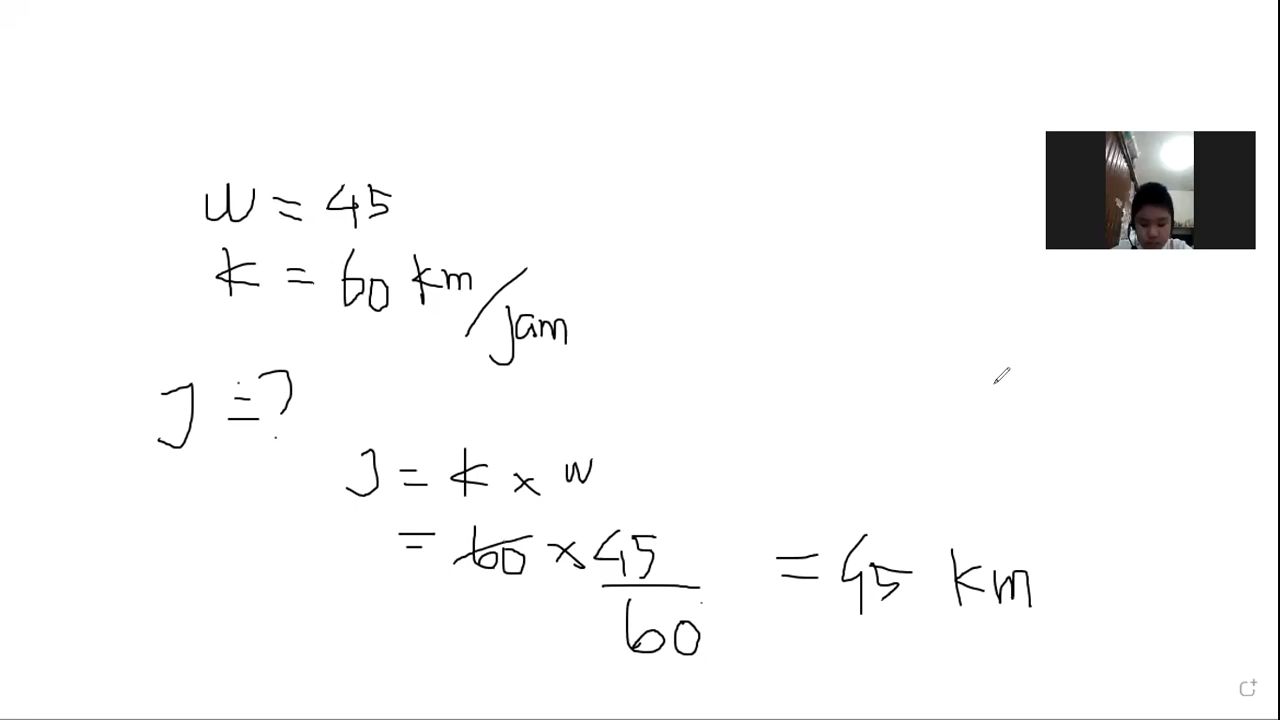 W = 45
K = 60 km/jam
J = ?
J = K x W
= 60 x 45/60 = 45 km